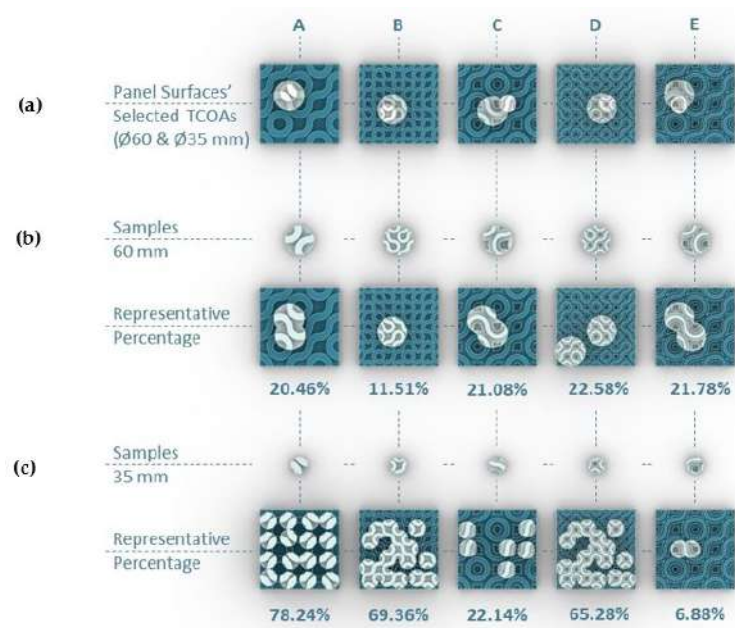 A B C D E
(a)
Panel Surfaces'
Selected TCOAs
(Ø60 & Ø35 mm)
(b)
Samples
60 mm
Representative
Percentage
20.46% 11.51% 21.08% 22.58% 21.78%
(c)
Samples
35 mm
Representative
Percentage
78.24% 69.36% 22.14% 65.28% 6.88%